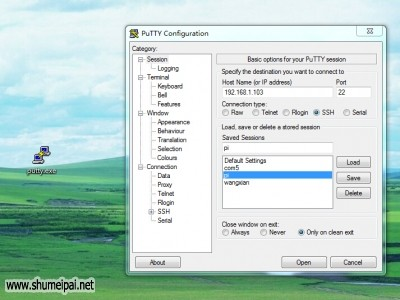 PuTTY Configuration
Category:
Session
Logging
Terminal
Keyboard
Bell
Features
Window
Appearance
Behaviour
Translation
Selection
Colours
Connection
Data
Proxy
Telnet
Rlogin
SSH
Serial
Basic options for your PuTTY session
Specify the destination you want to connect to
Host Name (or IP address) Port
192.168.1.103 22
Connection type:
Raw Telnet Rlogin SSH Serial
Load, save or delete a stored session
Saved Sessions
pi
Default Settings
com5
pi
wangxian
Load
Save
Delete
Close window on exit:
Always Never Only on clean exit
About Open Cancel
putty.exe
www.shumeipai.net